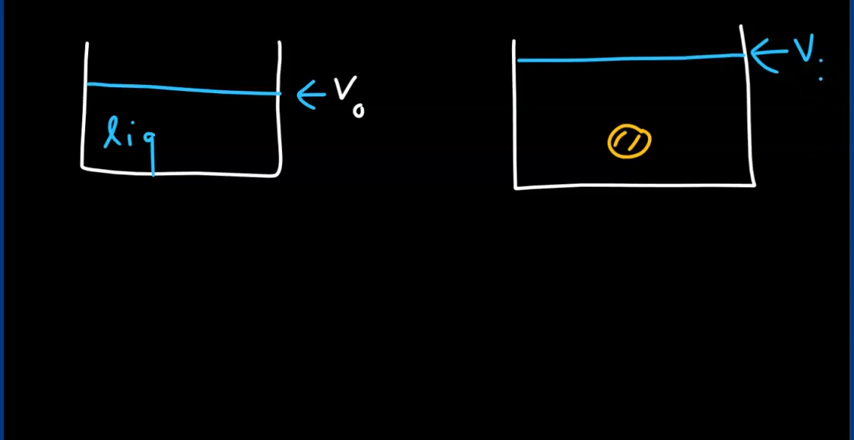 ← V₀
liq
← V.